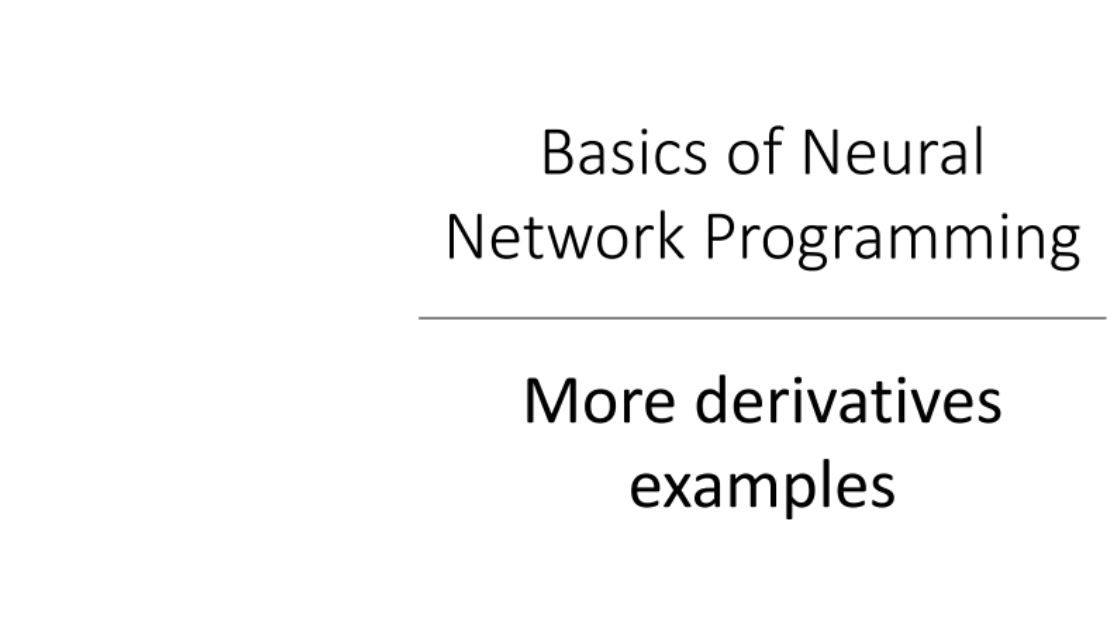 Basics of Neural
Network Programming
More derivatives
examples